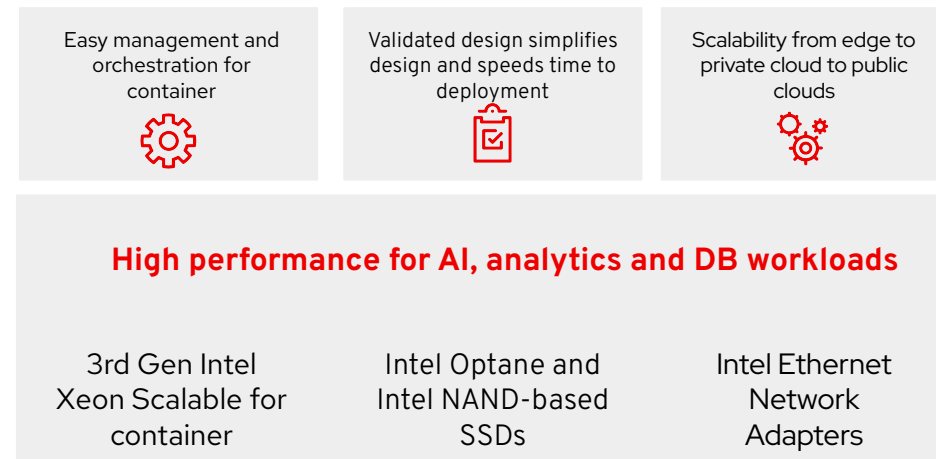 Easy management and
orchestration for
container
Validated design simplifies
design and speeds time to
deployment
Scalability from edge to
private cloud to public
clouds
High performance for AI, analytics and DB workloads
3rd Gen Intel
Xeon Scalable for
container
Intel Optane and
Intel NAND-based
SSDs
Intel Ethernet
Network
Adapters